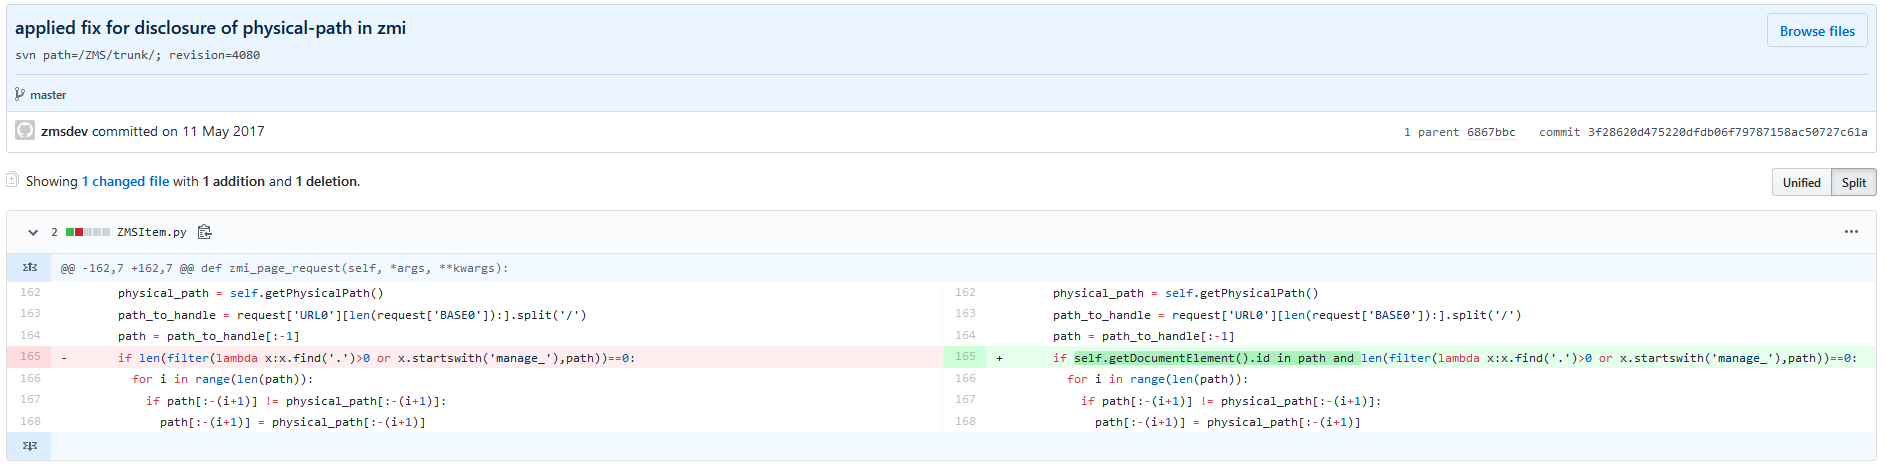 applied fix for disclosure of physical-path in zmi
Browse files
svn path=/ZMS/trunk/; revision=4080
master
zmsdev committed on 11 May 2017
1 parent 6867bbc commit 3f28620d475220dfdb06f79787158ac50727c61a
Showing 1 changed file with 1 addition and 1 deletion.
Unified Split
2 ZMSItem.py
@@ -162,7 +162,7 @@ def zmi_page_request(self, *args, **kwargs):
162 physical_path = self.getPhysicalPath()
163 path_to_handle = request['URL0'][len(request['BASE0']):].split('/')
164 path = path_to_handle[:-1]
165 - if len(filter(lambda x:x.find('.')>0 or x.startswith('manage_'),path))==0:
166 for i in range(len(path)):
167 if path[:-(i+1)] != physical_path[:-(i+1)]:
168 path[:-(i+1)] = physical_path[:-(i+1)]
162 physical_path = self.getPhysicalPath()
163 path_to_handle = request['URL0'][len(request['BASE0']):].split('/')
164 path = path_to_handle[:-1]
165 + if self.getDocumentElement().id in path and len(filter(lambda x:x.find('.')>0 or x.startswith('manage_'),path))==0:
166 for i in range(len(path)):
167 if path[:-(i+1)] != physical_path[:-(i+1)]:
168 path[:-(i+1)] = physical_path[:-(i+1)]